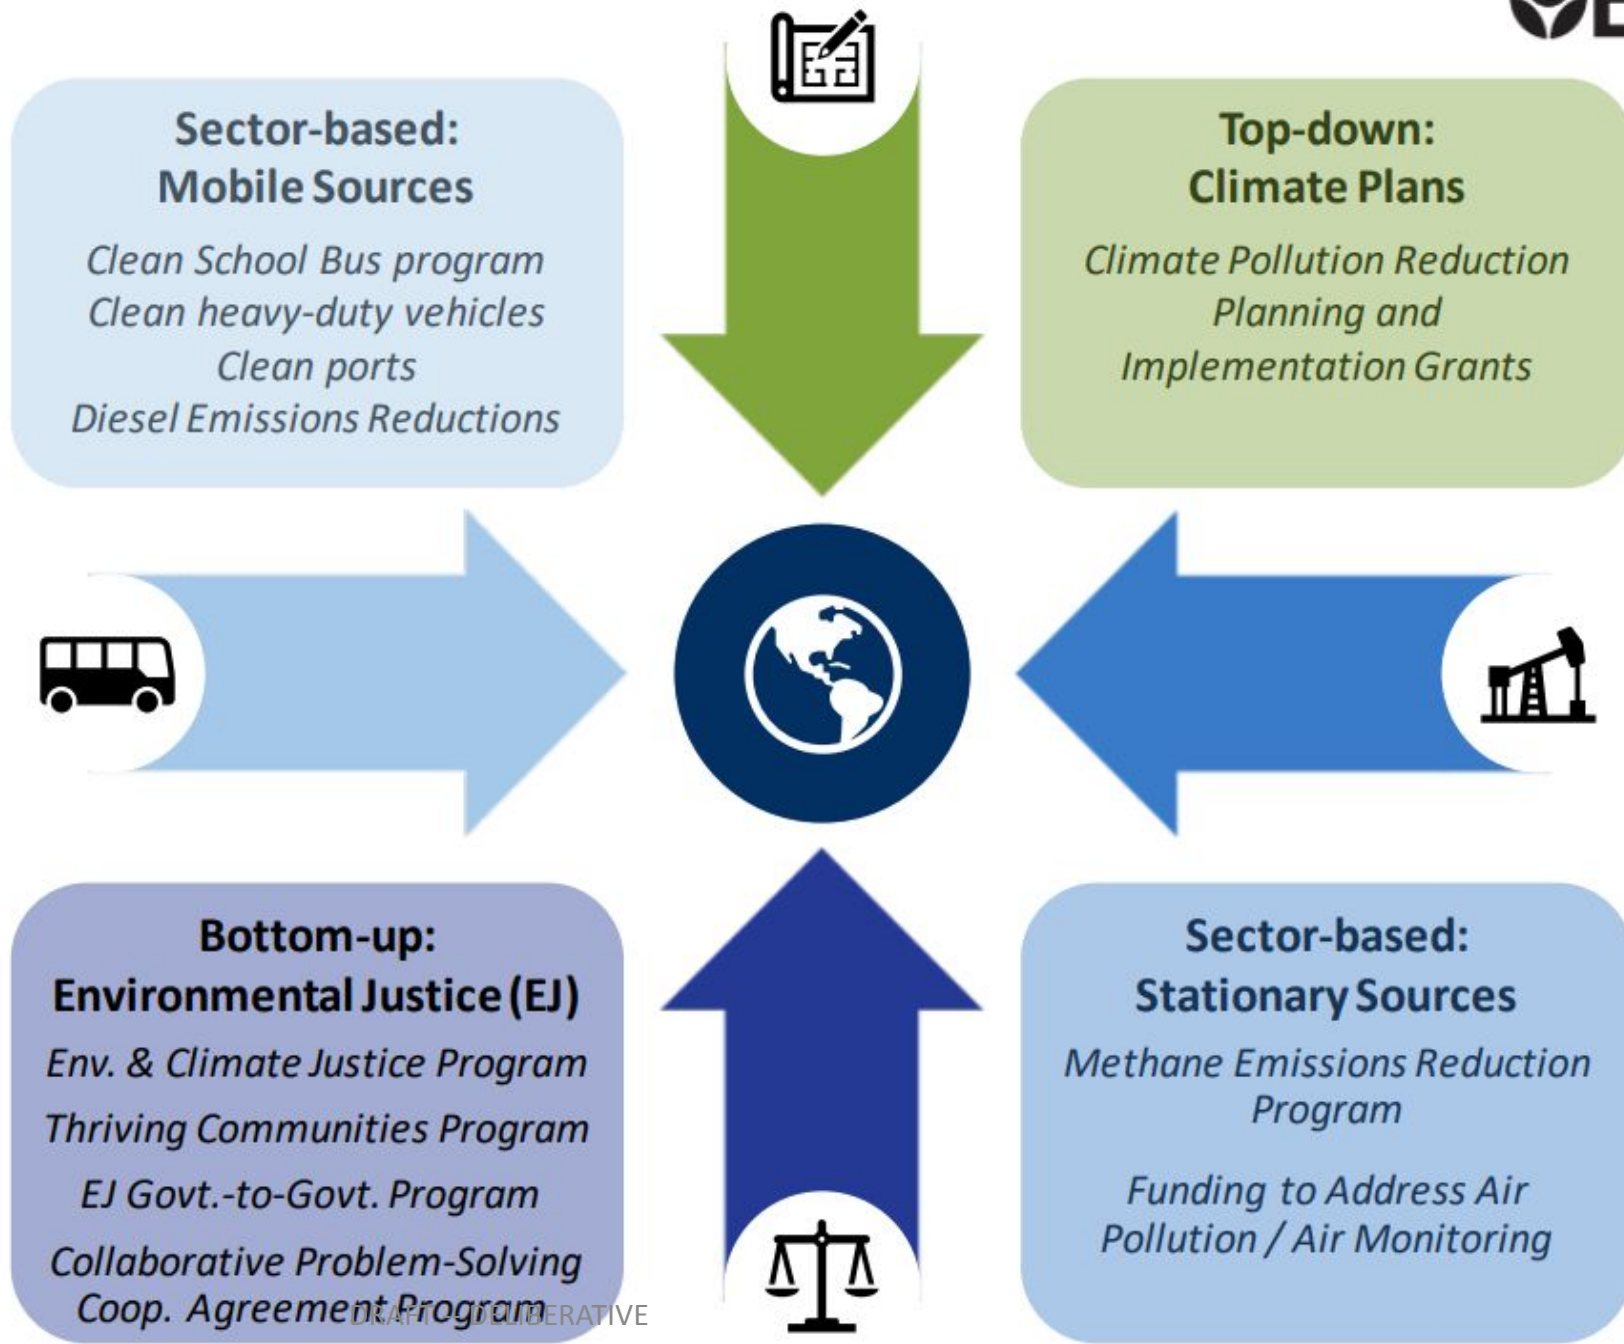 Sector-based:
Mobile Sources
Clean School Bus program
Clean heavy-duty vehicles
Clean ports
Diesel Emissions Reductions
Top-down:
Climate Plans
Climate Pollution Reduction
Planning and
Implementation Grants
Bottom-up:
Environmental Justice (EJ)
Env. & Climate Justice Program
Thriving Communities Program
EJ Govt.-to-Govt. Program
Collaborative Problem-Solving
Coop. Agreement Program
DRAFT - DELIBERATIVE
Sector-based:
Stationary Sources
Methane Emissions Reduction
Program
Funding to Address Air
Pollution / Air Monitoring